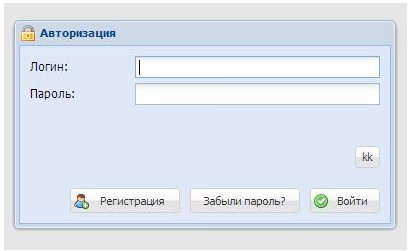 Авторизация
Логин:
Пароль:
kk
Регистрация Забыли пароль? Войти